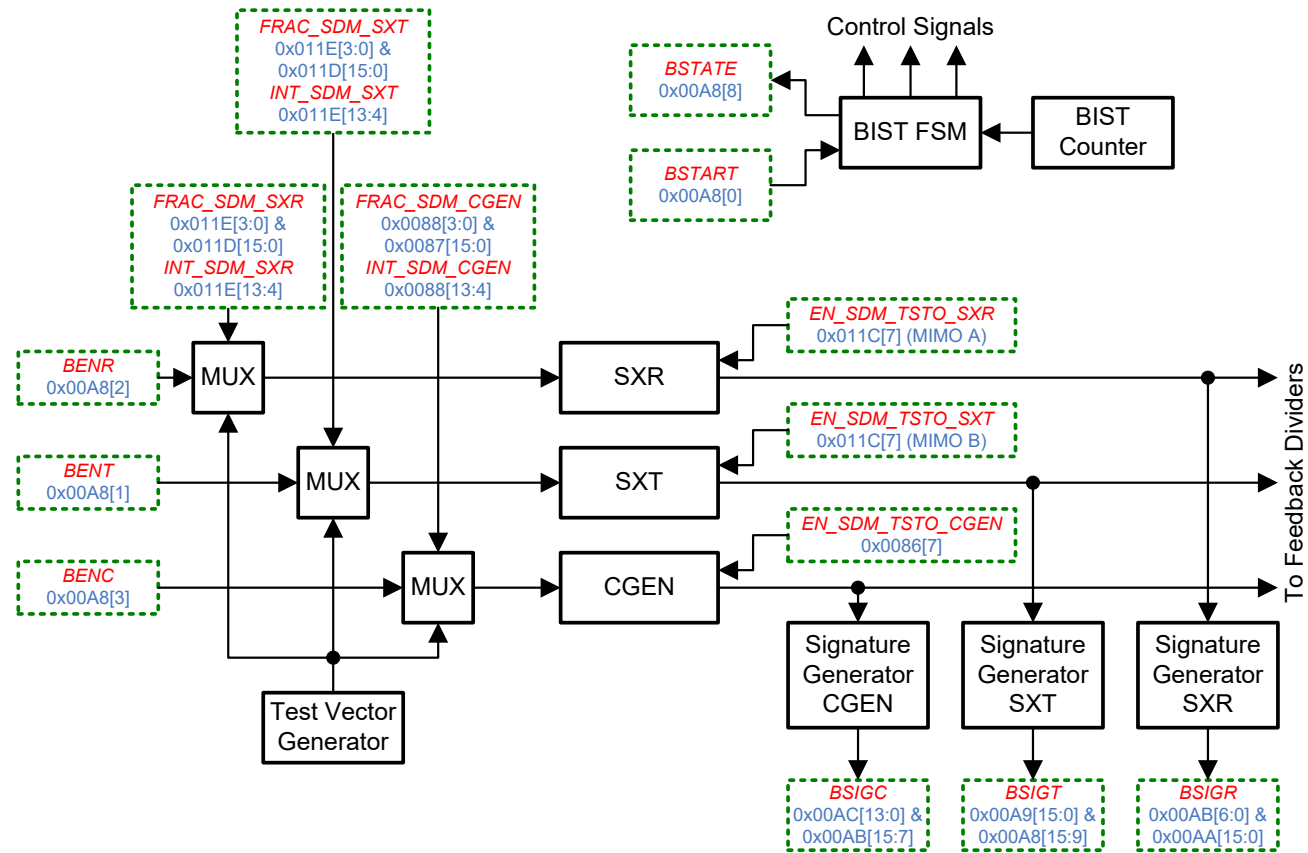 FRAC_SDM_SXT
0x011E[3:0] &
0x011D[15:0]
INT_SDM_SXT
0x011E[13:4]
Control Signals
BSTATE
0x00A8[8]
BIST FSM
BIST
Counter
BSTART
0x00A8[0]
FRAC_SDM_SXR
0x011E[3:0] &
0x011D[15:0]
INT_SDM_SXR
0x011E[13:4]
FRAC_SDM_CGEN
0x0088[3:0] &
0x0087[15:0]
INT_SDM_CGEN
0x0088[13:4]
EN_SDM_TSTO_SXR
0x011C[7] (MIMO A)
BENR
0x00A8[2]
MUX
SXR
EN_SDM_TSTO_SXT
0x011C[7] (MIMO B)
BENT
0x00A8[1]
MUX
SXT
EN_SDM_TSTO_CGEN
0x0086[7]
BENC
0x00A8[3]
MUX
CGEN
To Feedback Dividers
Test Vector
Generator
Signature
Generator
CGEN
Signature
Generator
SXT
Signature
Generator
SXR
BSIGC
0x00AC[13:0] &
0x00AB[15:7]
BSIGT
0x00A9[15:0] &
0x00A8[15:9]
BSIGR
0x00AB[6:0] &
0x00AA[15:0]